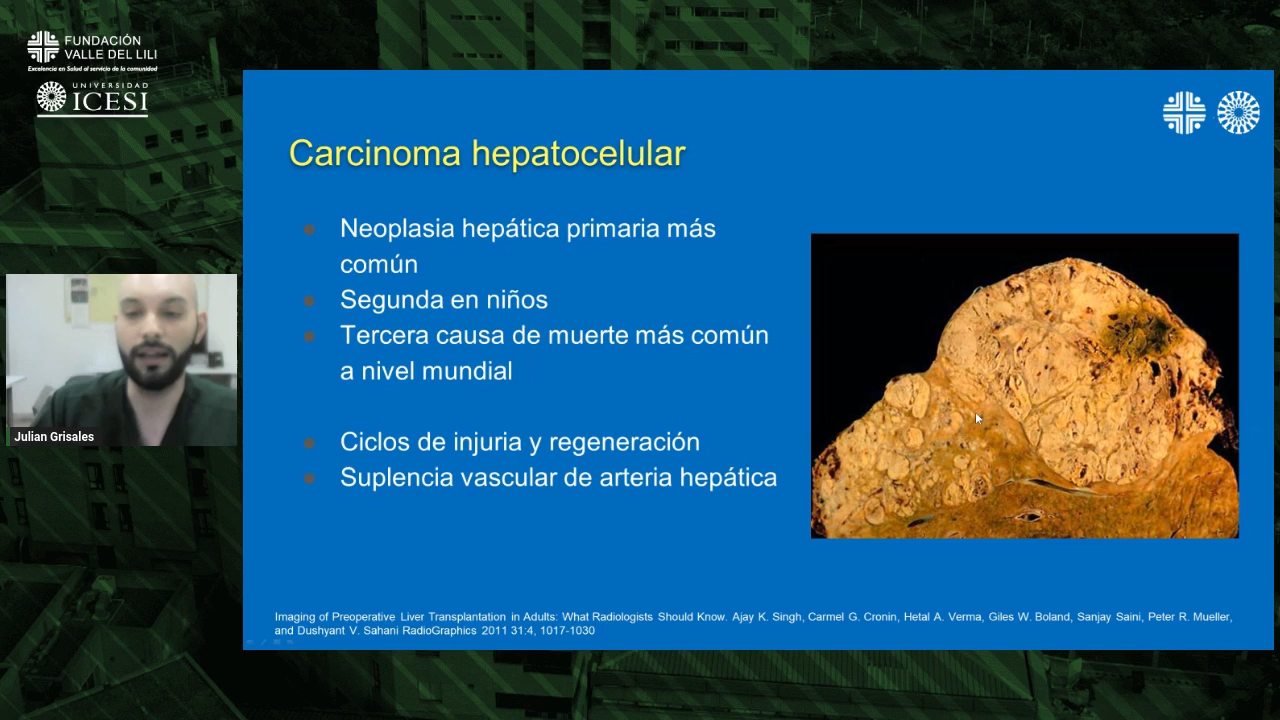 FUNDACIÓN
VALLE DEL LILI
Excelencia en Salud al servicio de la comunidad
UNIVERSIDAD
ICESI
Carcinoma hepatocelular
Neoplasia hepática primaria más
común
Segunda en niños
Tercera causa de muerte más común
a nivel mundial
Ciclos de injuria y regeneración
Suplencia vascular de arteria hepática
Julian Grisales
Imaging of Preoperative Liver Transplantation in Adults: What Radiologists Should Know. Ajay K. Singh, Carmel G. Cronin, Hetal A. Verma, Giles W. Boland, Sanjay Saini, Peter R. Mueller,
and Dushyant V. Sahani RadioGraphics 2011 31:4, 1017-1030